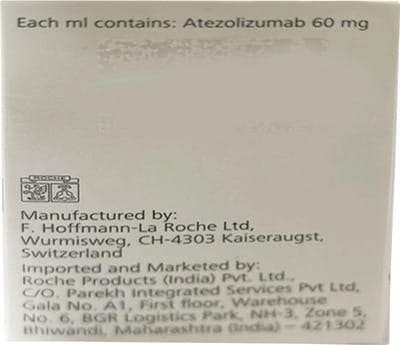 Each ml contains: Atezolizumab 60 mg
ROCHE
Manufactured by:
F. Hoffmann-La Roche Ltd,
Wurmisweg, CH-4303 Kaiseraugst,
Switzerland
Imported and Marketed by:
Roche Products (India) Pvt. Ltd.,
C/O. Parekh Integrated Services Pvt Ltd,
Gala No. A1, First floor, Warehouse
No. 6, BGR Logistics Park, NH-3, Zone 5,
Bhiwandi, Maharashtra (India) – 421302